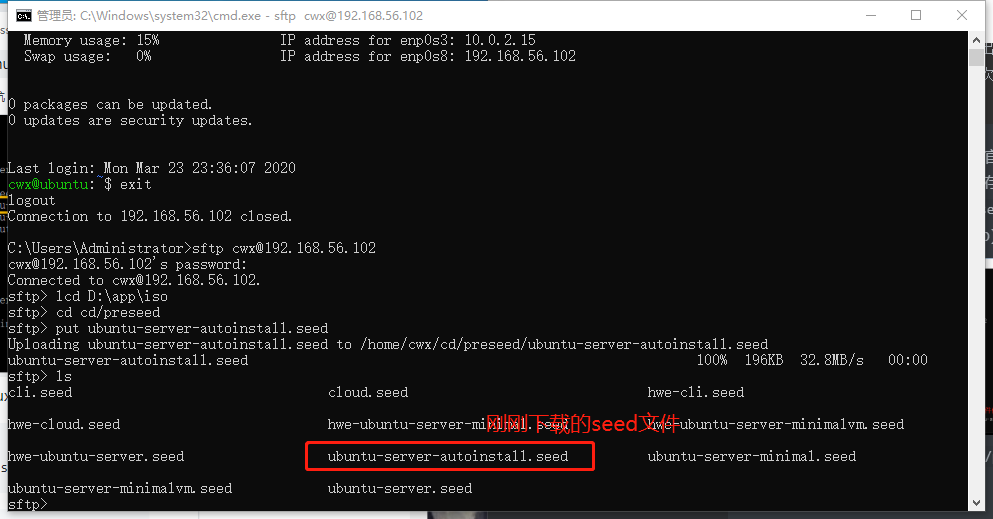 管理员: C:\Windows\system32\cmd.exe - sftp cwx@192.168.56.102
Memory usage: 15% IP address for enp0s3: 10.0.2.15
Swap usage: 0% IP address for enp0s8: 192.168.56.102
0 packages can be updated.
0 updates are security updates.
Last login: Mon Mar 23 23:36:07 2020
cwx@ubuntu:~$ exit
logout
Connection to 192.168.56.102 closed.
C:\Users\Administrator>sftp cwx@192.168.56.102
cwx@192.168.56.102's password:
Connected to cwx@192.168.56.102.
sftp> lcd D:\app\iso
sftp> cd cd/preseed
sftp> put ubuntu-server-autoinstall.seed
Uploading ubuntu-server-autoinstall.seed to /home/cwx/cd/preseed/ubuntu-server-autoinstall.seed
ubuntu-server-autoinstall.seed 100% 196KB 32.8MB/s 00:00
sftp> ls
cli.seed cloud.seed hwe-cli.seed
刚刚下载的seed文件
hwe-cloud.seed hwe-ubuntu-server-minimal.seed hwe-ubuntu-server-minimalvm.seed
hwe-ubuntu-server.seed ubuntu-server-autoinstall.seed ubuntu-server-minimal.seed
ubuntu-server-minimalvm.seed ubuntu-server.seed
sftp>